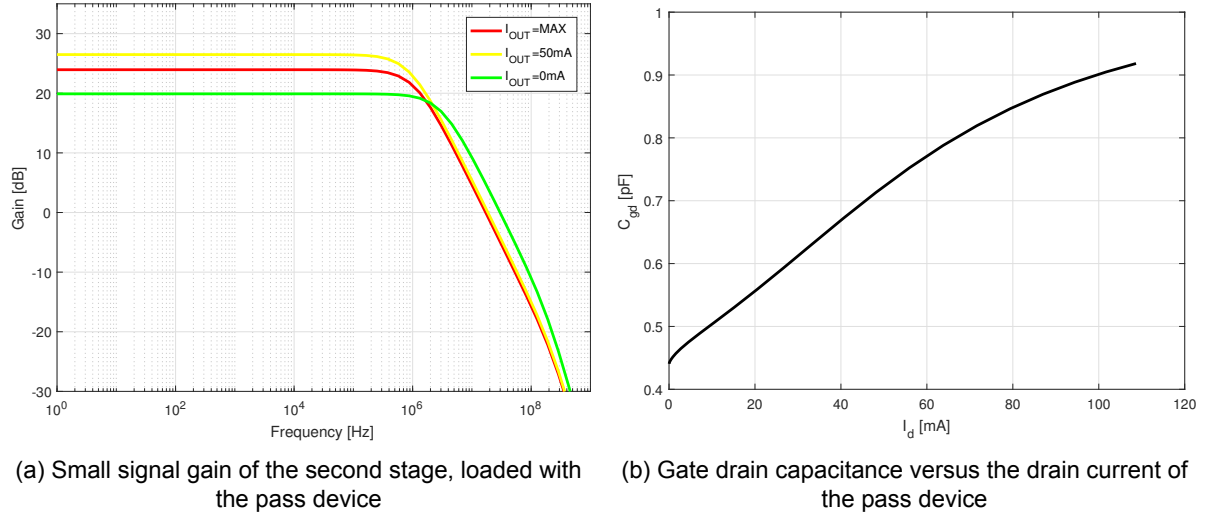 30
20
10
0
-10
-20
-30
Gain [dB]
10^0
10^2
10^4
10^6
10^8
Frequency [Hz]
I_OUT=MAX
I_OUT=50mA
I_OUT=0mA
(a) Small signal gain of the second stage, loaded with
the pass device
1
0.9
0.8
0.7
0.6
0.5
0.4
C_gd [pF]
0
20
40
60
80
100
120
I_d [mA]
(b) Gate drain capacitance versus the drain current of
the pass device